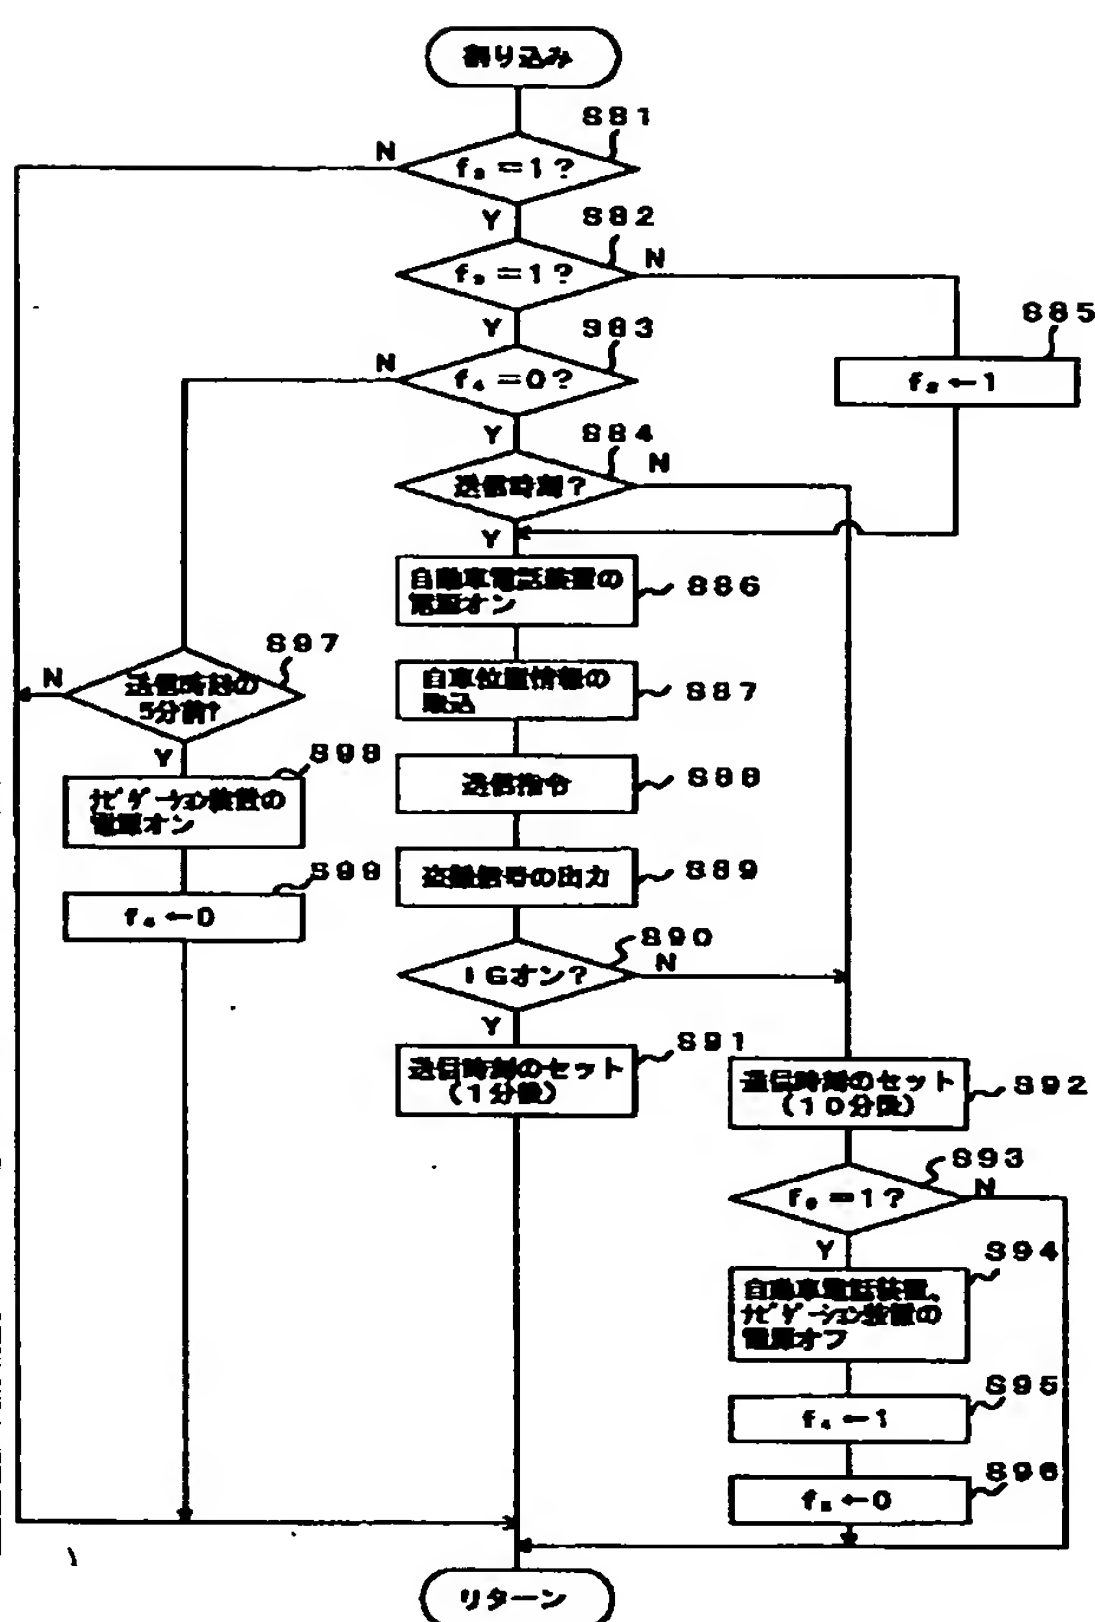 割り込み
S81
N
=1?
Y
S82
=1?
N
Y
S83
N
f₄=0?
S85
←1
Y
S84
送信時刻?
N
Y
自動車電話装置の
電源オン
S86
自車位置情報の
取込
S87
送信指令
S88
盗難信号の出力
S89
S90
IGオン?
N
Y
S91
送信時刻のセット
(1分後)
S97
N
送信時刻の
5分前?
Y
S98
ナビゲーション装置の
電源オン
S99
f₄←0
送信時刻のセット
(10分後)
S92
S93
=1?
N
Y
S94
自動車電話装置、
ナビゲーション装置の
電源オフ
S95
f₄←1
S96
←0
リターン